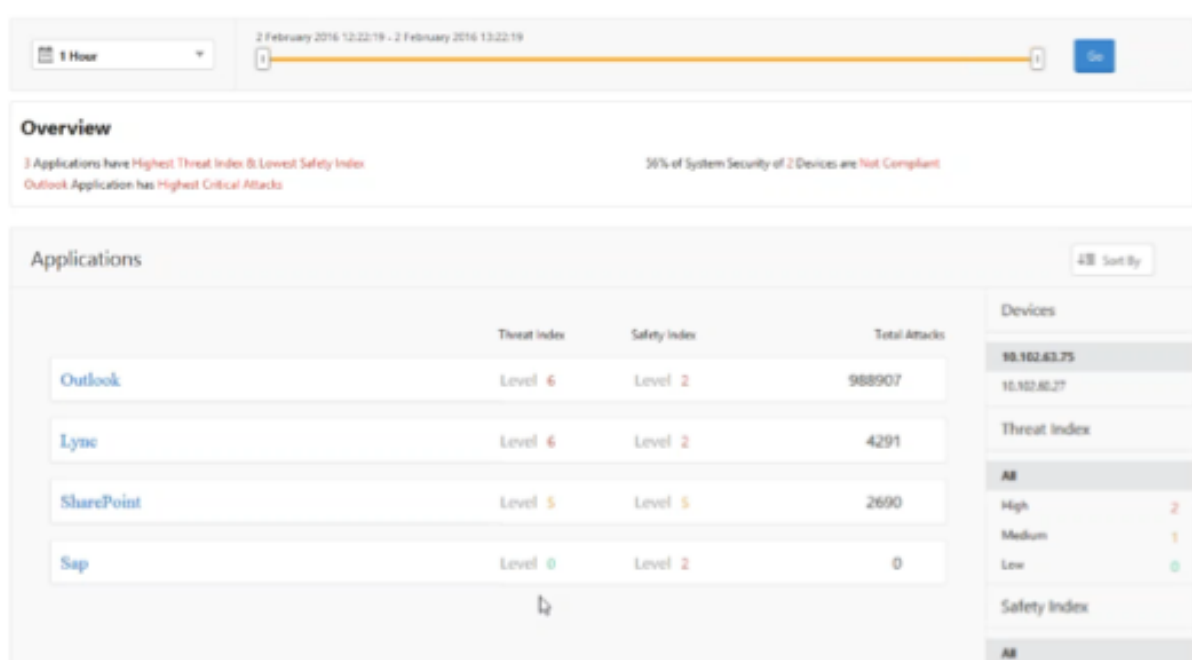 2 February 2016 12:22:19 - 2 February 2016 13:22:19
1 Hour
Go
Overview
3 Applications have Highest Threat Index & Lowest Safety Index
56% of System Security of 2 Devices are Not Compliant
Outlook Application has Highest Critical Attacks
Applications
Sort By
Devices
Threat Index Safety Index Total Attacks
10.102.63.75
Outlook Level 6 Level 2 988907
10.102.60.27
Threat Index
Lync Level 6 Level 2 4291
All
SharePoint Level 5 Level 5 2690
High 2
Medium 1
Sap Level 0 Level 2 0
Low 0
Safety Index
All